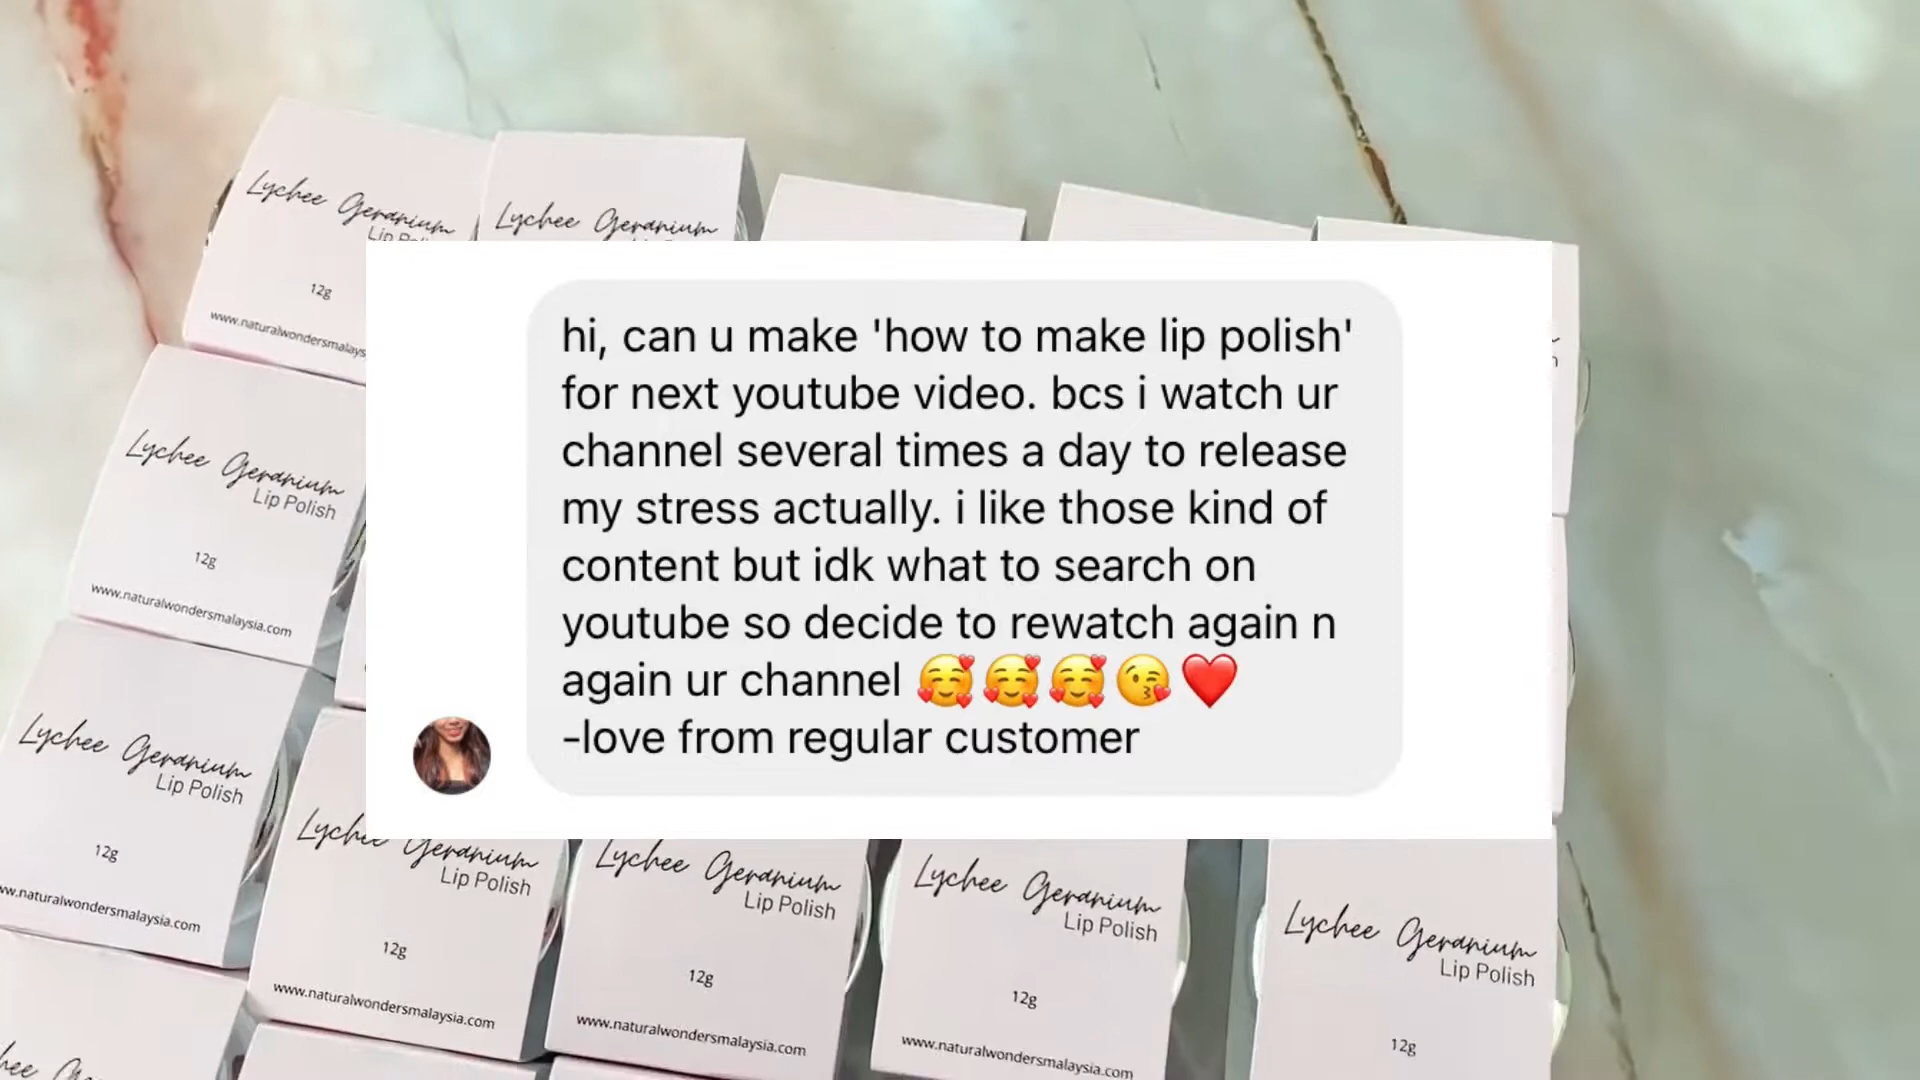 Lychee Geranium
Lip
12g
www.naturalwondersmalays
Lychee Geranium
hi, can u make 'how to make lip polish'
for next youtube video. bcs i watch ur
channel several times a day to release
my stress actually. i like those kind of
content but idk what to search on
youtube so decide to rewatch again n
again ur channel 🥰🥰🥰😘❤️
-love from regular customer
Lychee Geranium
Lip Polish
12g
www.naturalwondersmalaysia.com
Lychee Geranium
Lip Polish
12g
ww.naturalwondersmalaysia.com
Lychee Geranium
Lip Polish
12g
www.naturalwondersmalaysia.com
Lychee Geranium
Lip Polish
12g
www.naturalwondersmalaysia.com
Lychee Geranium
Lip Polish
12g
www.naturalwondersmalaysia.com
Lychee Geranium
Lip Polish
12g